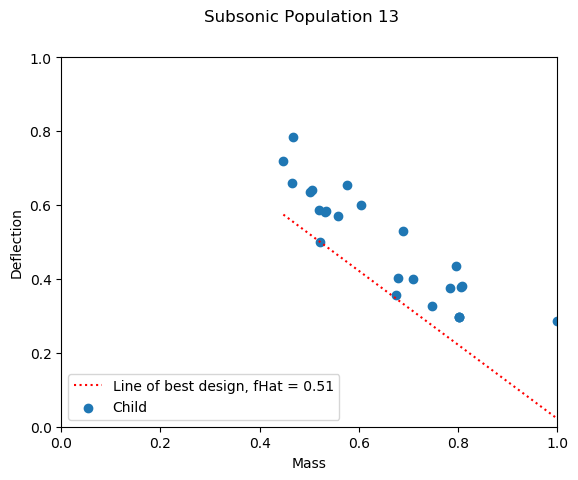 Subsonic Population 13
1.0
0.8
0.6
0.4
0.2
0.0
Deflection
Line of best design, fHat = 0.51
Child
0.0 0.2 0.4 0.6 0.8 1.0
Mass